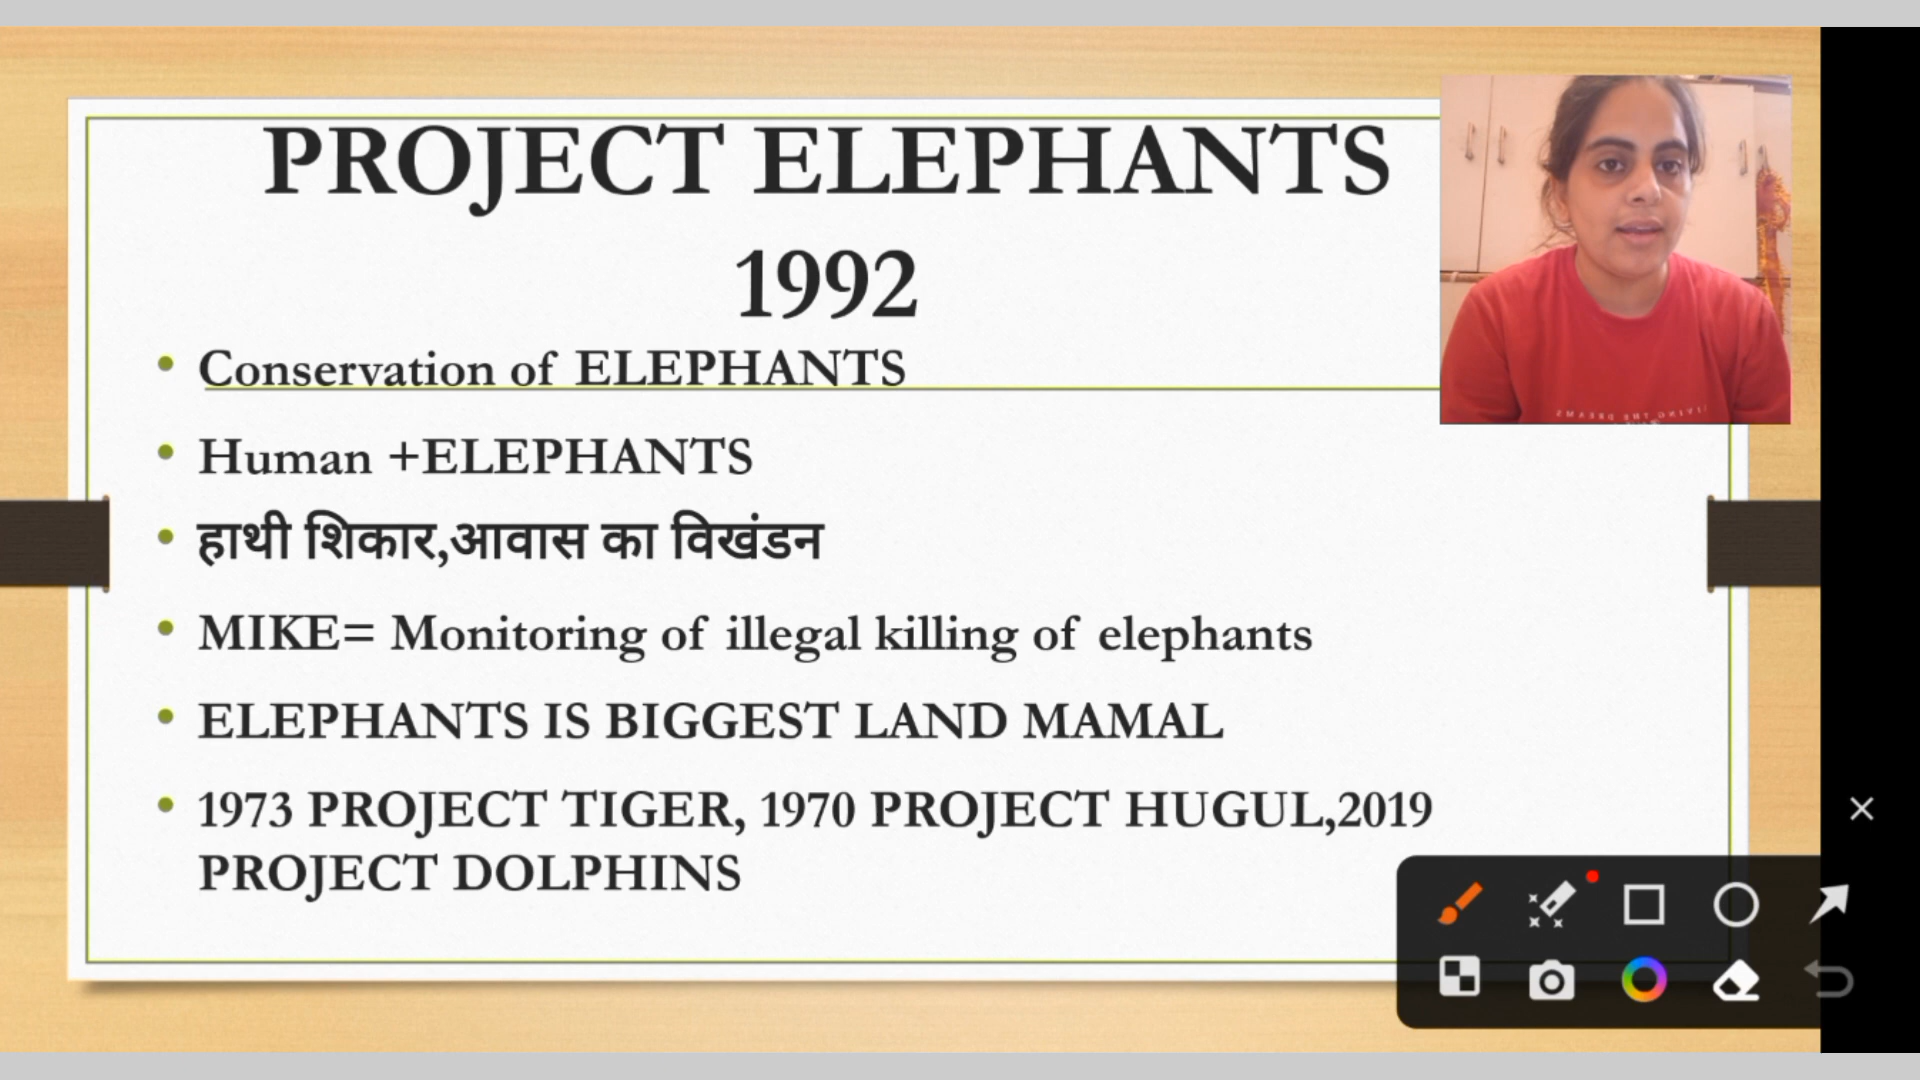 PROJECT ELEPHANTS
1992
Conservation of ELEPHANTS
Human +ELEPHANTS
हाथी शिकार,आवास का विखंडन
MIKE= Monitoring of illegal killing of elephants
ELEPHANTS IS BIGGEST LAND MAMAL
1973 PROJECT TIGER, 1970 PROJECT HUGUL,2019
PROJECT DOLPHINS